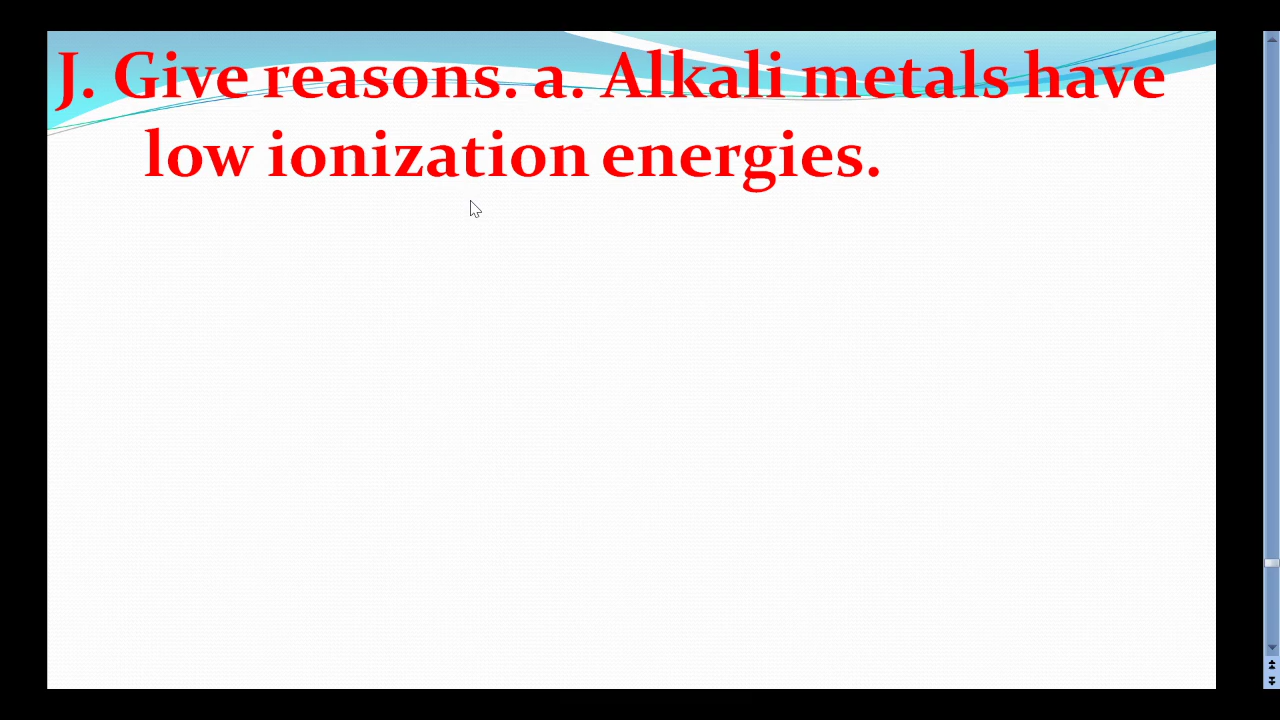 J. Give reasons. a. Alkali metals have
low ionization energies.